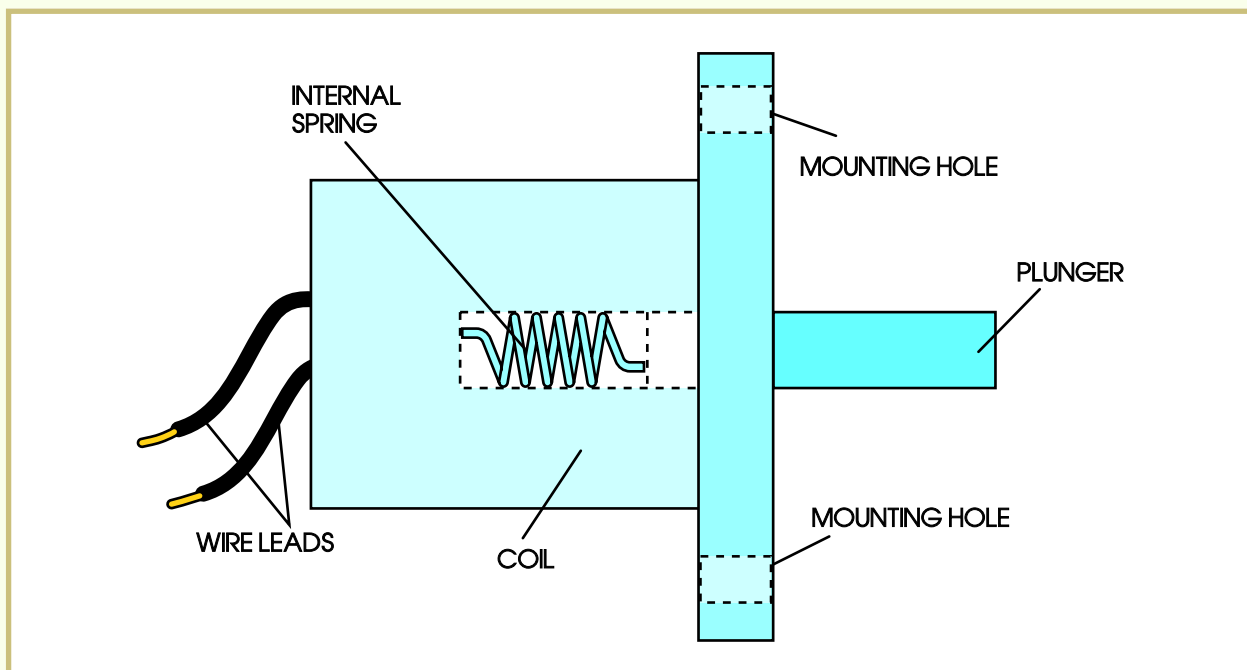 INTERNAL
SPRING
MOUNTING HOLE
PLUNGER
MOUNTING HOLE
WIRE LEADS
COIL